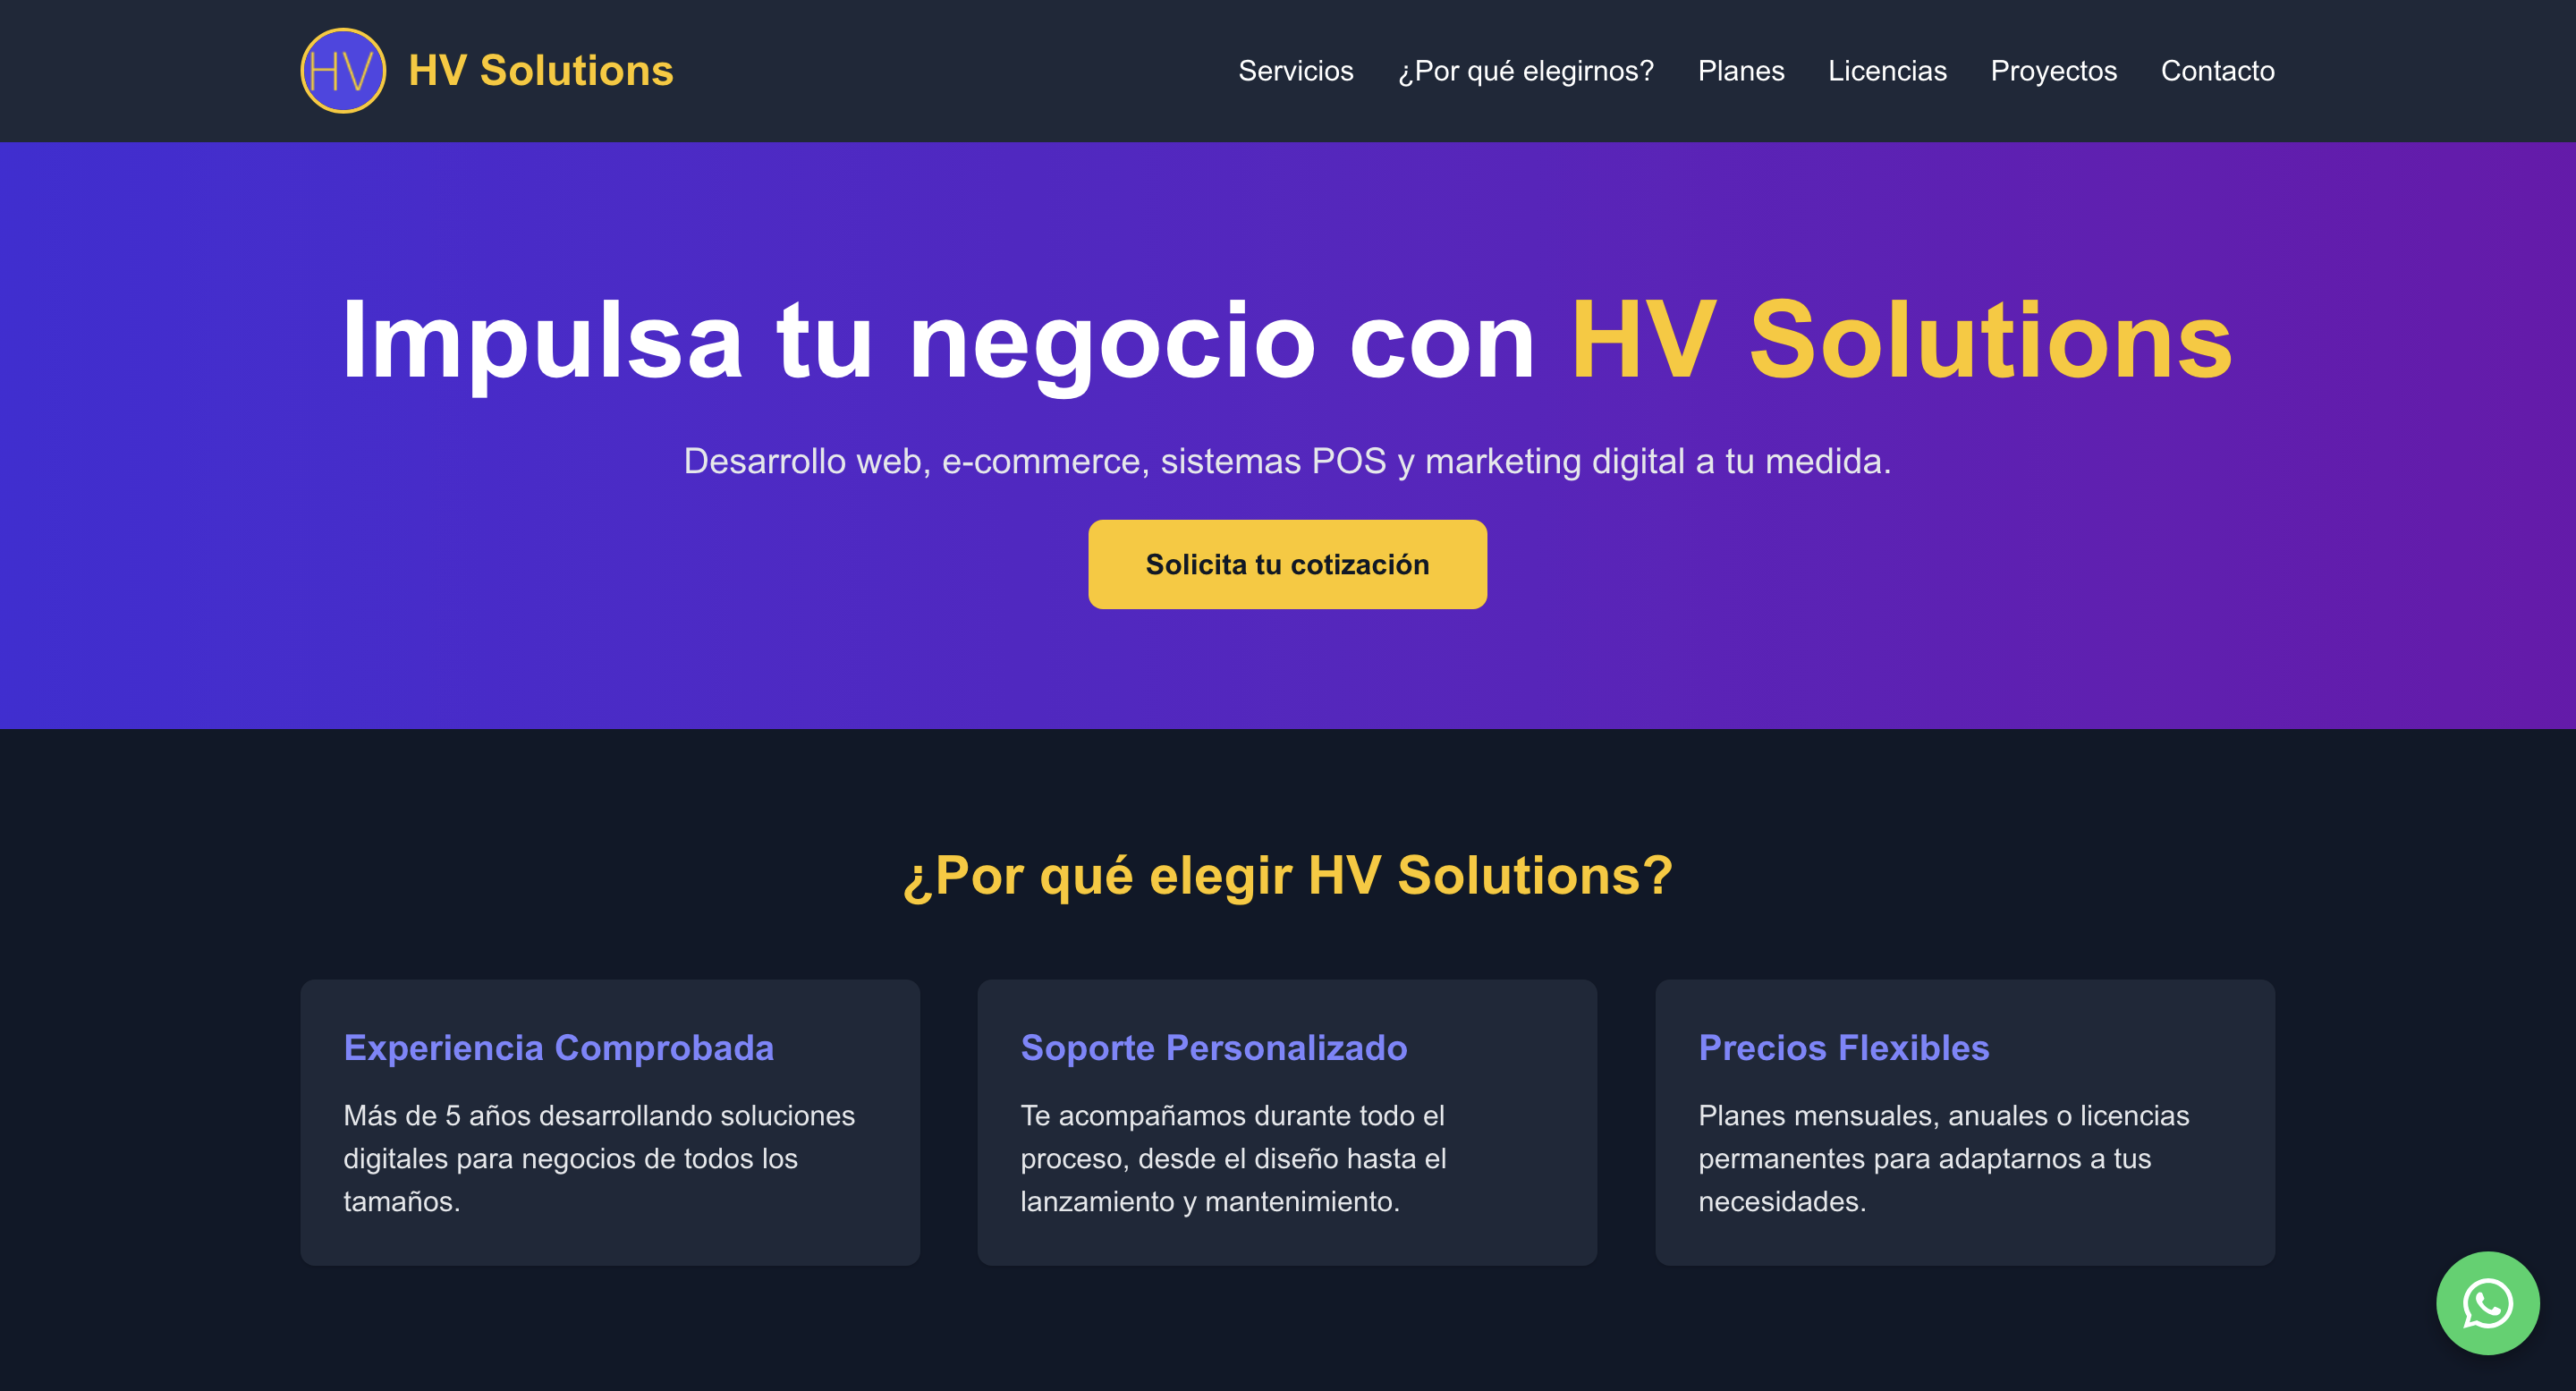 HV
HV Solutions
Servicios
¿Por qué elegirnos?
Planes
Licencias
Proyectos
Contacto
Impulsa tu negocio con HV Solutions
Desarrollo web, e-commerce, sistemas POS y marketing digital a tu medida.
Solicita tu cotización
¿Por qué elegir HV Solutions?
Experiencia Comprobada
Más de 5 años desarrollando soluciones
digitales para negocios de todos los
tamaños.
Soporte Personalizado
Te acompañamos durante todo el
proceso, desde el diseño hasta el
lanzamiento y mantenimiento.
Precios Flexibles
Planes mensuales, anuales o licencias
permanentes para adaptarnos a tus
necesidades.